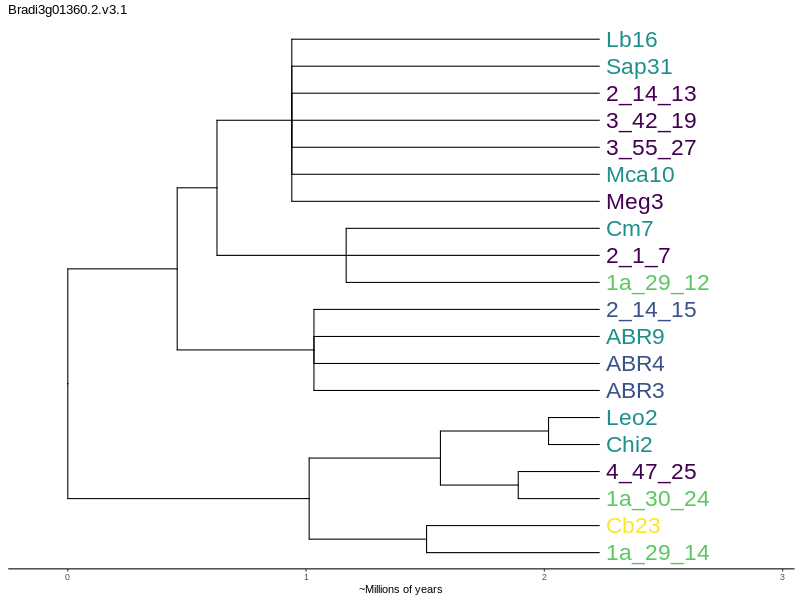 Bradi3g01360.2.v3.1
Lb16
Sap31
2_14_13
3_42_19
3_55_27
Mca10
Meg3
Cm7
2_1_7
1a_29_12
2_14_15
ABR9
ABR4
ABR3
Leo2
Chi2
4_47_25
1a_30_24
Cb23
1a_29_14
0 1 2 3
~Millions of years